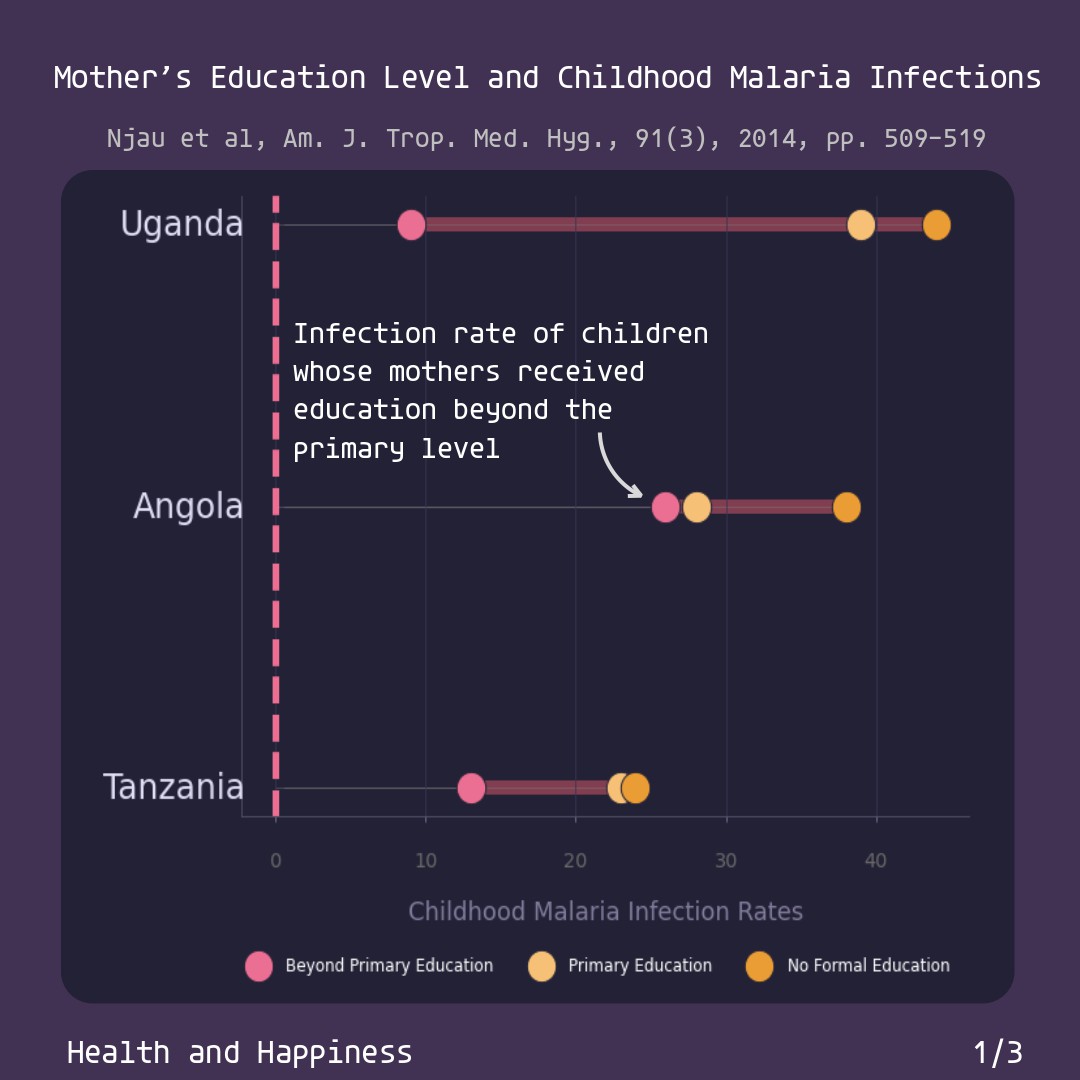 Mother’s Education Level and Childhood Malaria Infections
Njau et al, Am. J. Trop. Med. Hyg., 91(3), 2014, pp. 509-519
Uganda
Infection rate of children
whose mothers received
education beyond the
primary level
Angola
Tanzania
0 10 20 30 40
Childhood Malaria Infection Rates
Beyond Primary Education Primary Education No Formal Education
Health and Happiness 1/3